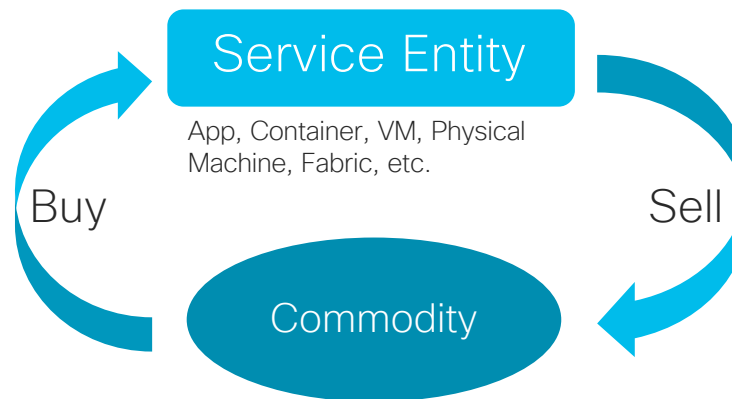 Service Entity
App, Container, VM, Physical
Machine, Fabric, etc.
Buy
Sell
Commodity